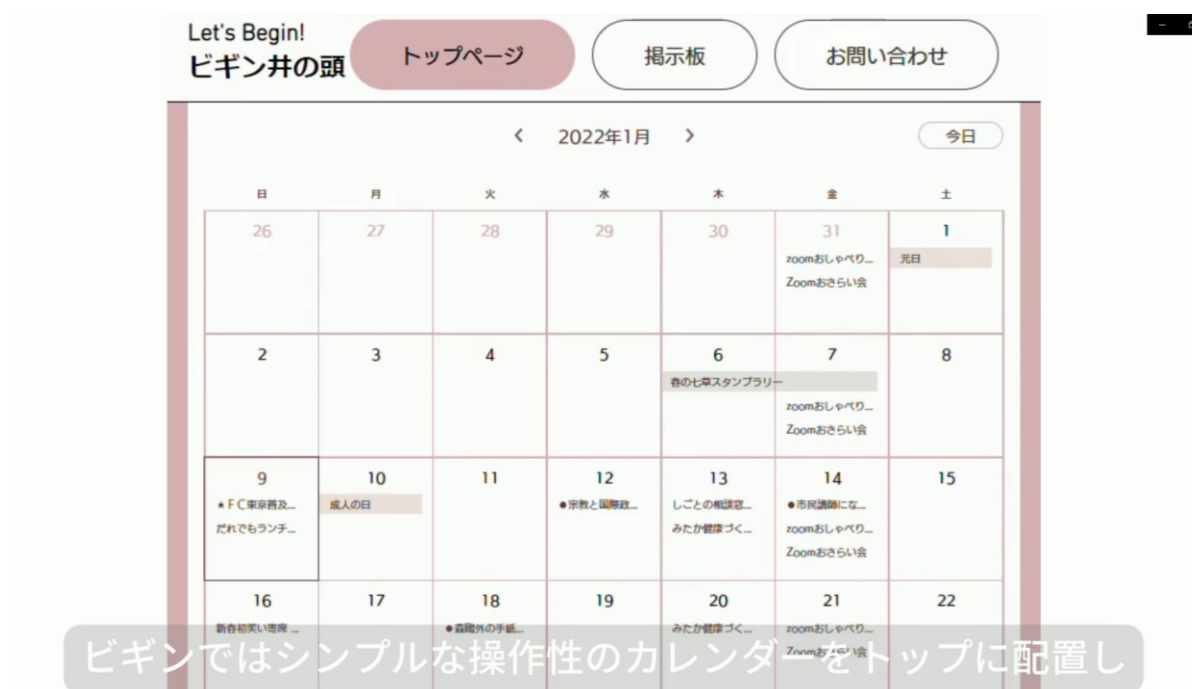 Let's Begin!
ビギン井の頭
トップページ
掲示板
お問い合わせ
< 2022年1月 >
今日
日 月 火 水 木 金 土
26 27 28 29 30 31 1
zoomおしゃべり...
元日
Zoomおさらい会
2 3 4 5 6 7 8
春の七草スタンプラリー
zoomおしゃべり...
Zoomおさらい会
9 10 11 12 13 14 15
★ＦＣ東京普及...
成人の日
●宗教と国際政...
しごとの相談窓...
●市民講師にな...
だれでもランチ...
みたか健康づく...
zoomおしゃべり...
Zoomおさらい会
16 17 18 19 20 21 22
新春初笑い寄席 ...
●森鴎外の手紙...
みたか健康づく...
zoomおしゃべり...
Zoomおさらい会
ビギンではシンプルな操作性のカレンダーをトップに配置し